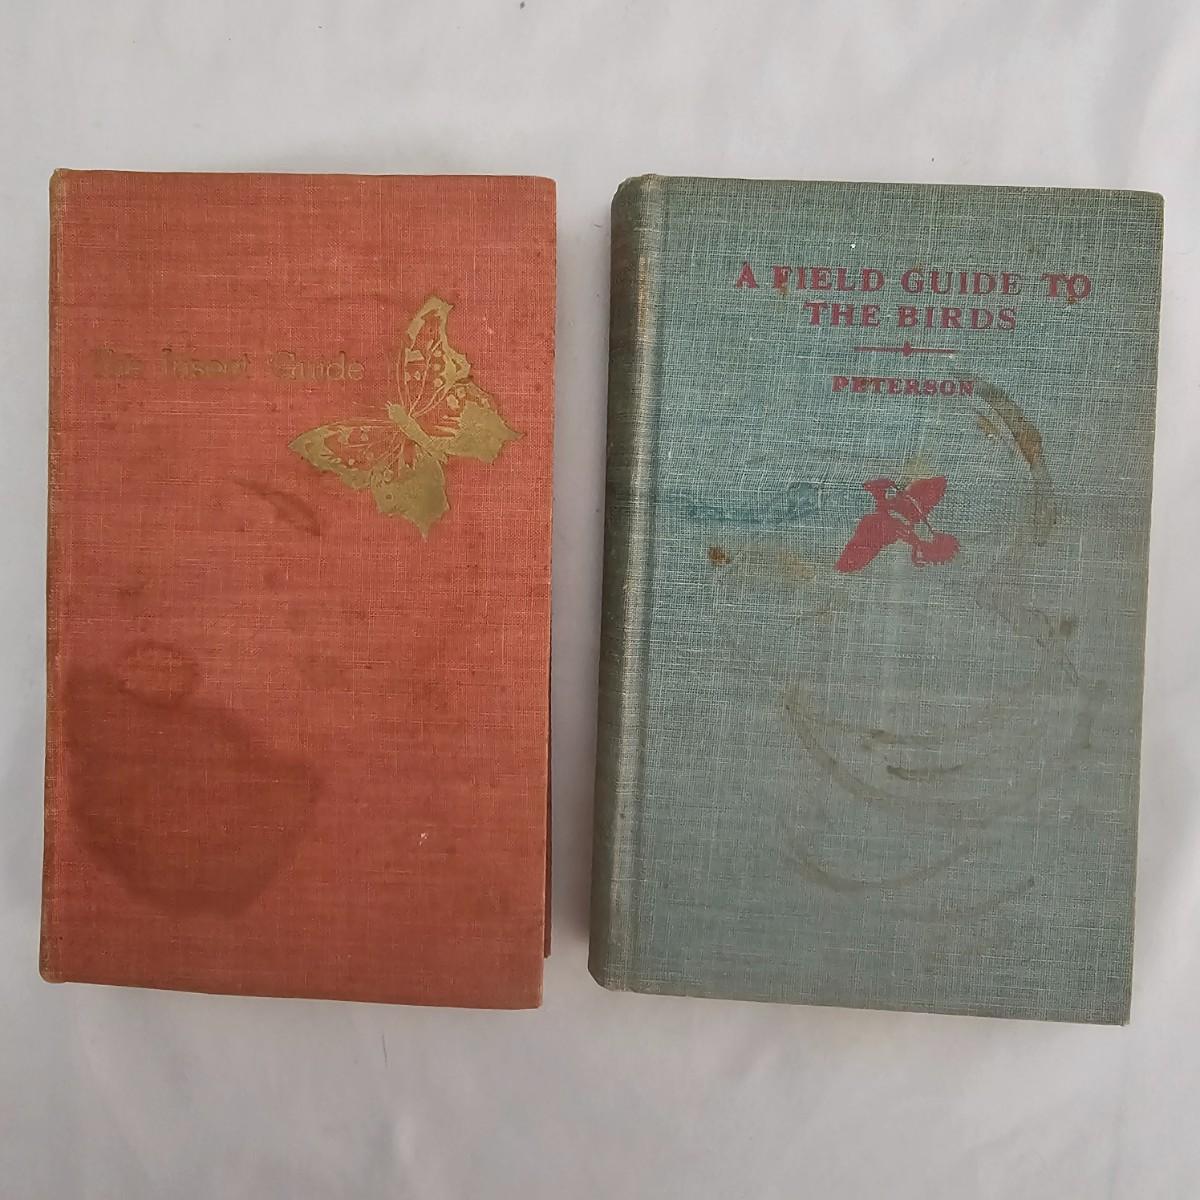 The Insect Guide
A FIELD GUIDE TO
THE BIRDS
PETERSON